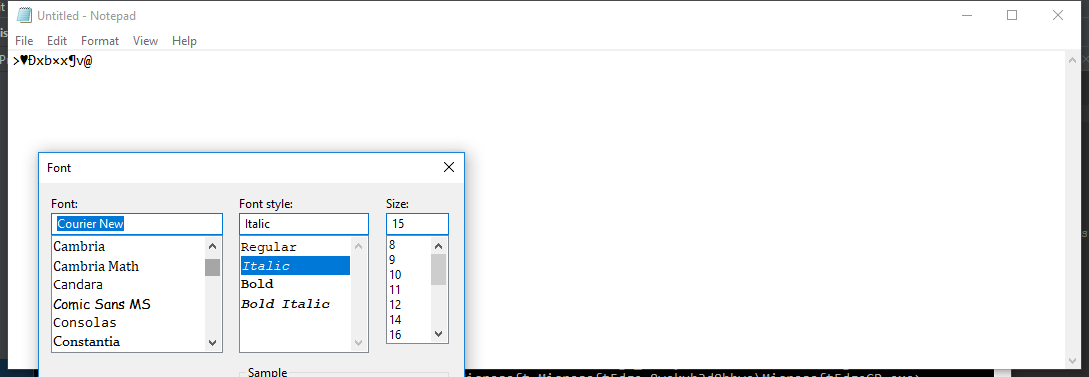 Untitled - Notepad
File Edit Format View Help
>♥Đxb×x¶v@
Font
Font: Font style: Size:
Courier New Italic 15
Cambria Regular 8
Cambria Math Italic 9
Candara Bold 10
Comic Sans MS Bold Italic 11
Consolas 12
Constantia 14
16
Sample